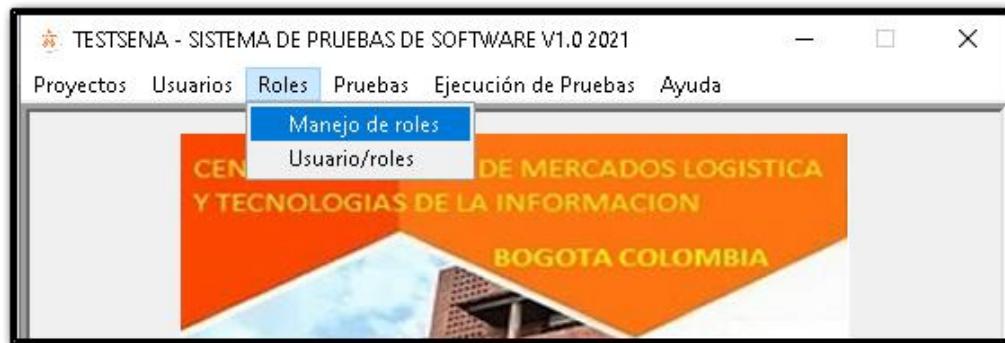 TESTSENA - SISTEMA DE PRUEBAS DE SOFTWARE V1.0 2021
Proyectos Usuarios Roles Pruebas Ejecución de Pruebas Ayuda
Manejo de roles
Usuario/roles
CEN DE MERCADOS LOGISTICA
Y TECNOLOGIAS DE LA INFORMACION
BOGOTA COLOMBIA